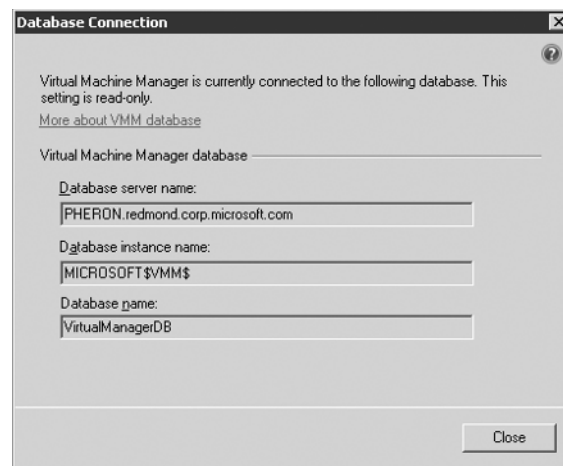 Database Connection
Virtual Machine Manager is currently connected to the following database. This
setting is read-only.
More about VMM database
Virtual Machine Manager database
Database server name:
PHERON.redmond.corp.microsoft.com
Database instance name:
MICROSOFT$VMM$
Database name:
VirtualManagerDB
Close